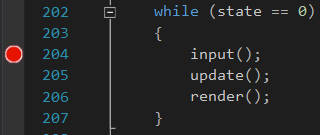 202 while (state == 0)
203 {
204 input();
205 update();
206 render();
207 }